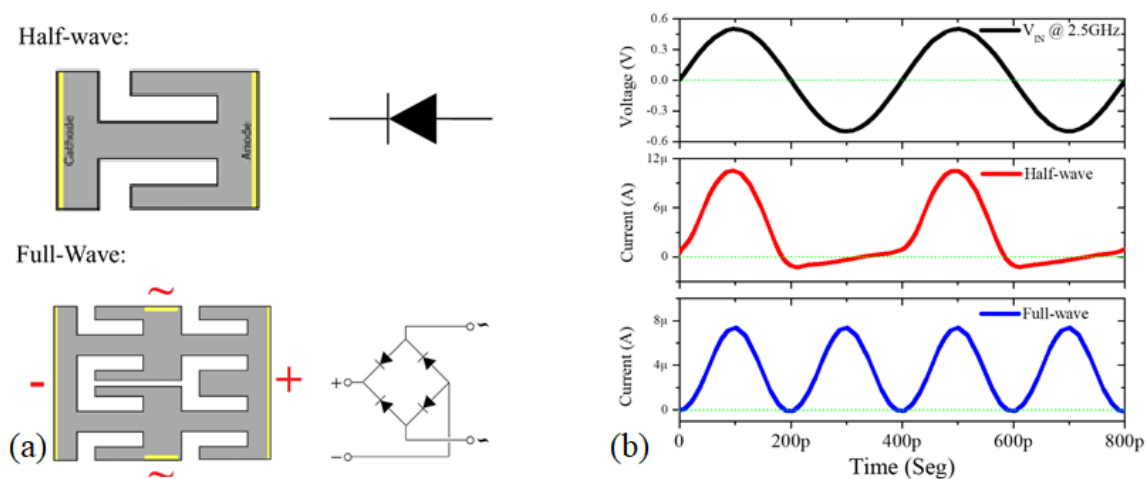 Half-wave:
Cathode
Anode
Full-Wave:
~
- +
~
(a)
~
+
−
~
0.6
0.3
0.0
-0.3
-0.6
Voltage (V)
V_IN @ 2.5GHz
12μ
6μ
0
Current (A)
Half-wave
8μ
4μ
0
Current (A)
Full-wave
0 200p 400p 600p 800p
Time (Seg)
(b)